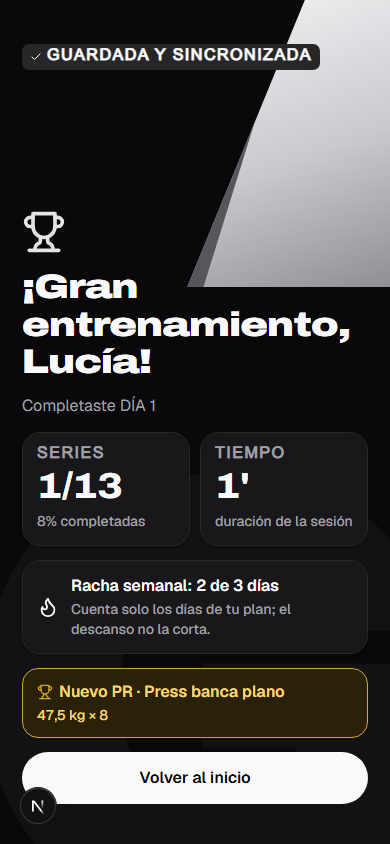 GUARDADA Y SINCRONIZADA
¡Gran
entrenamiento,
Lucía!
Completaste DÍA 1
SERIES
1/13
8% completadas
TIEMPO
1'
duración de la sesión
Racha semanal: 2 de 3 días
Cuenta solo los días de tu plan; el
descanso no la corta.
Nuevo PR · Press banca plano
47,5 kg × 8
Volver al inicio
N